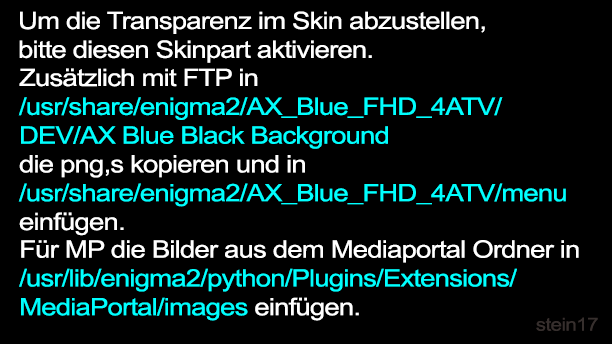 Um die Transparenz im Skin abzustellen,
bitte diesen Skinpart aktivieren.
Zusätzlich mit FTP in
/usr/share/enigma2/AX_Blue_FHD_4ATV/
DEV/AX Blue Black Background
die png,s kopieren und in
/usr/share/enigma2/AX_Blue_FHD_4ATV/menu
einfügen.
Für MP die Bilder aus dem Mediaportal Ordner in
/usr/lib/enigma2/python/Plugins/Extensions/
MediaPortal/images einfügen.
stein17